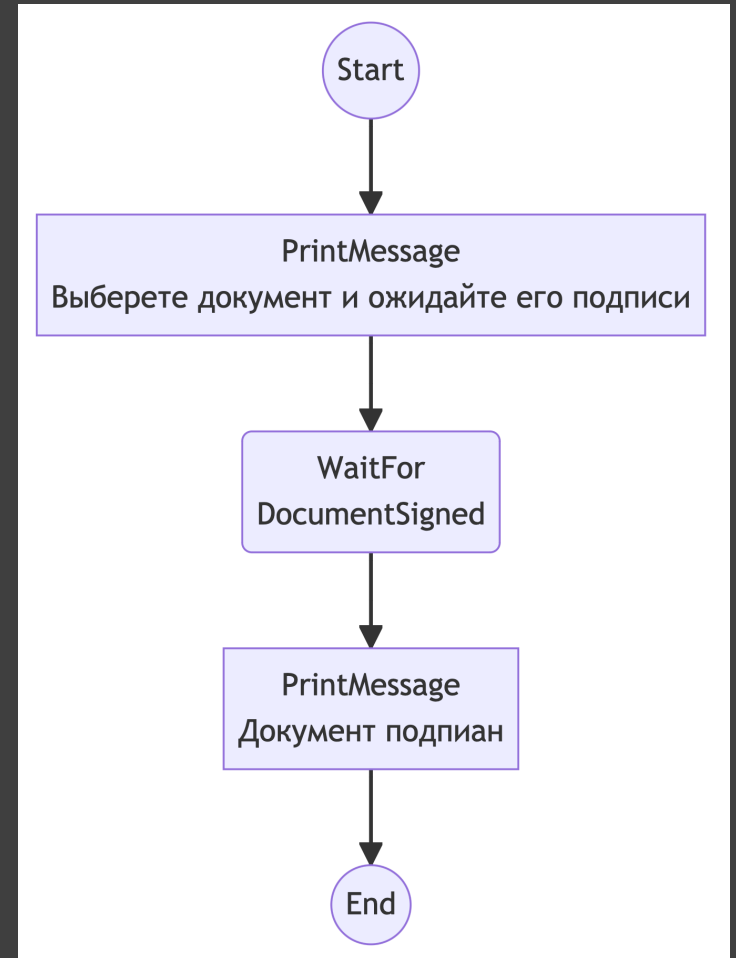 Start
PrintMessage
Выберете документ и ожидайте его подписи
WaitFor
DocumentSigned
PrintMessage
Документ подпиан
End